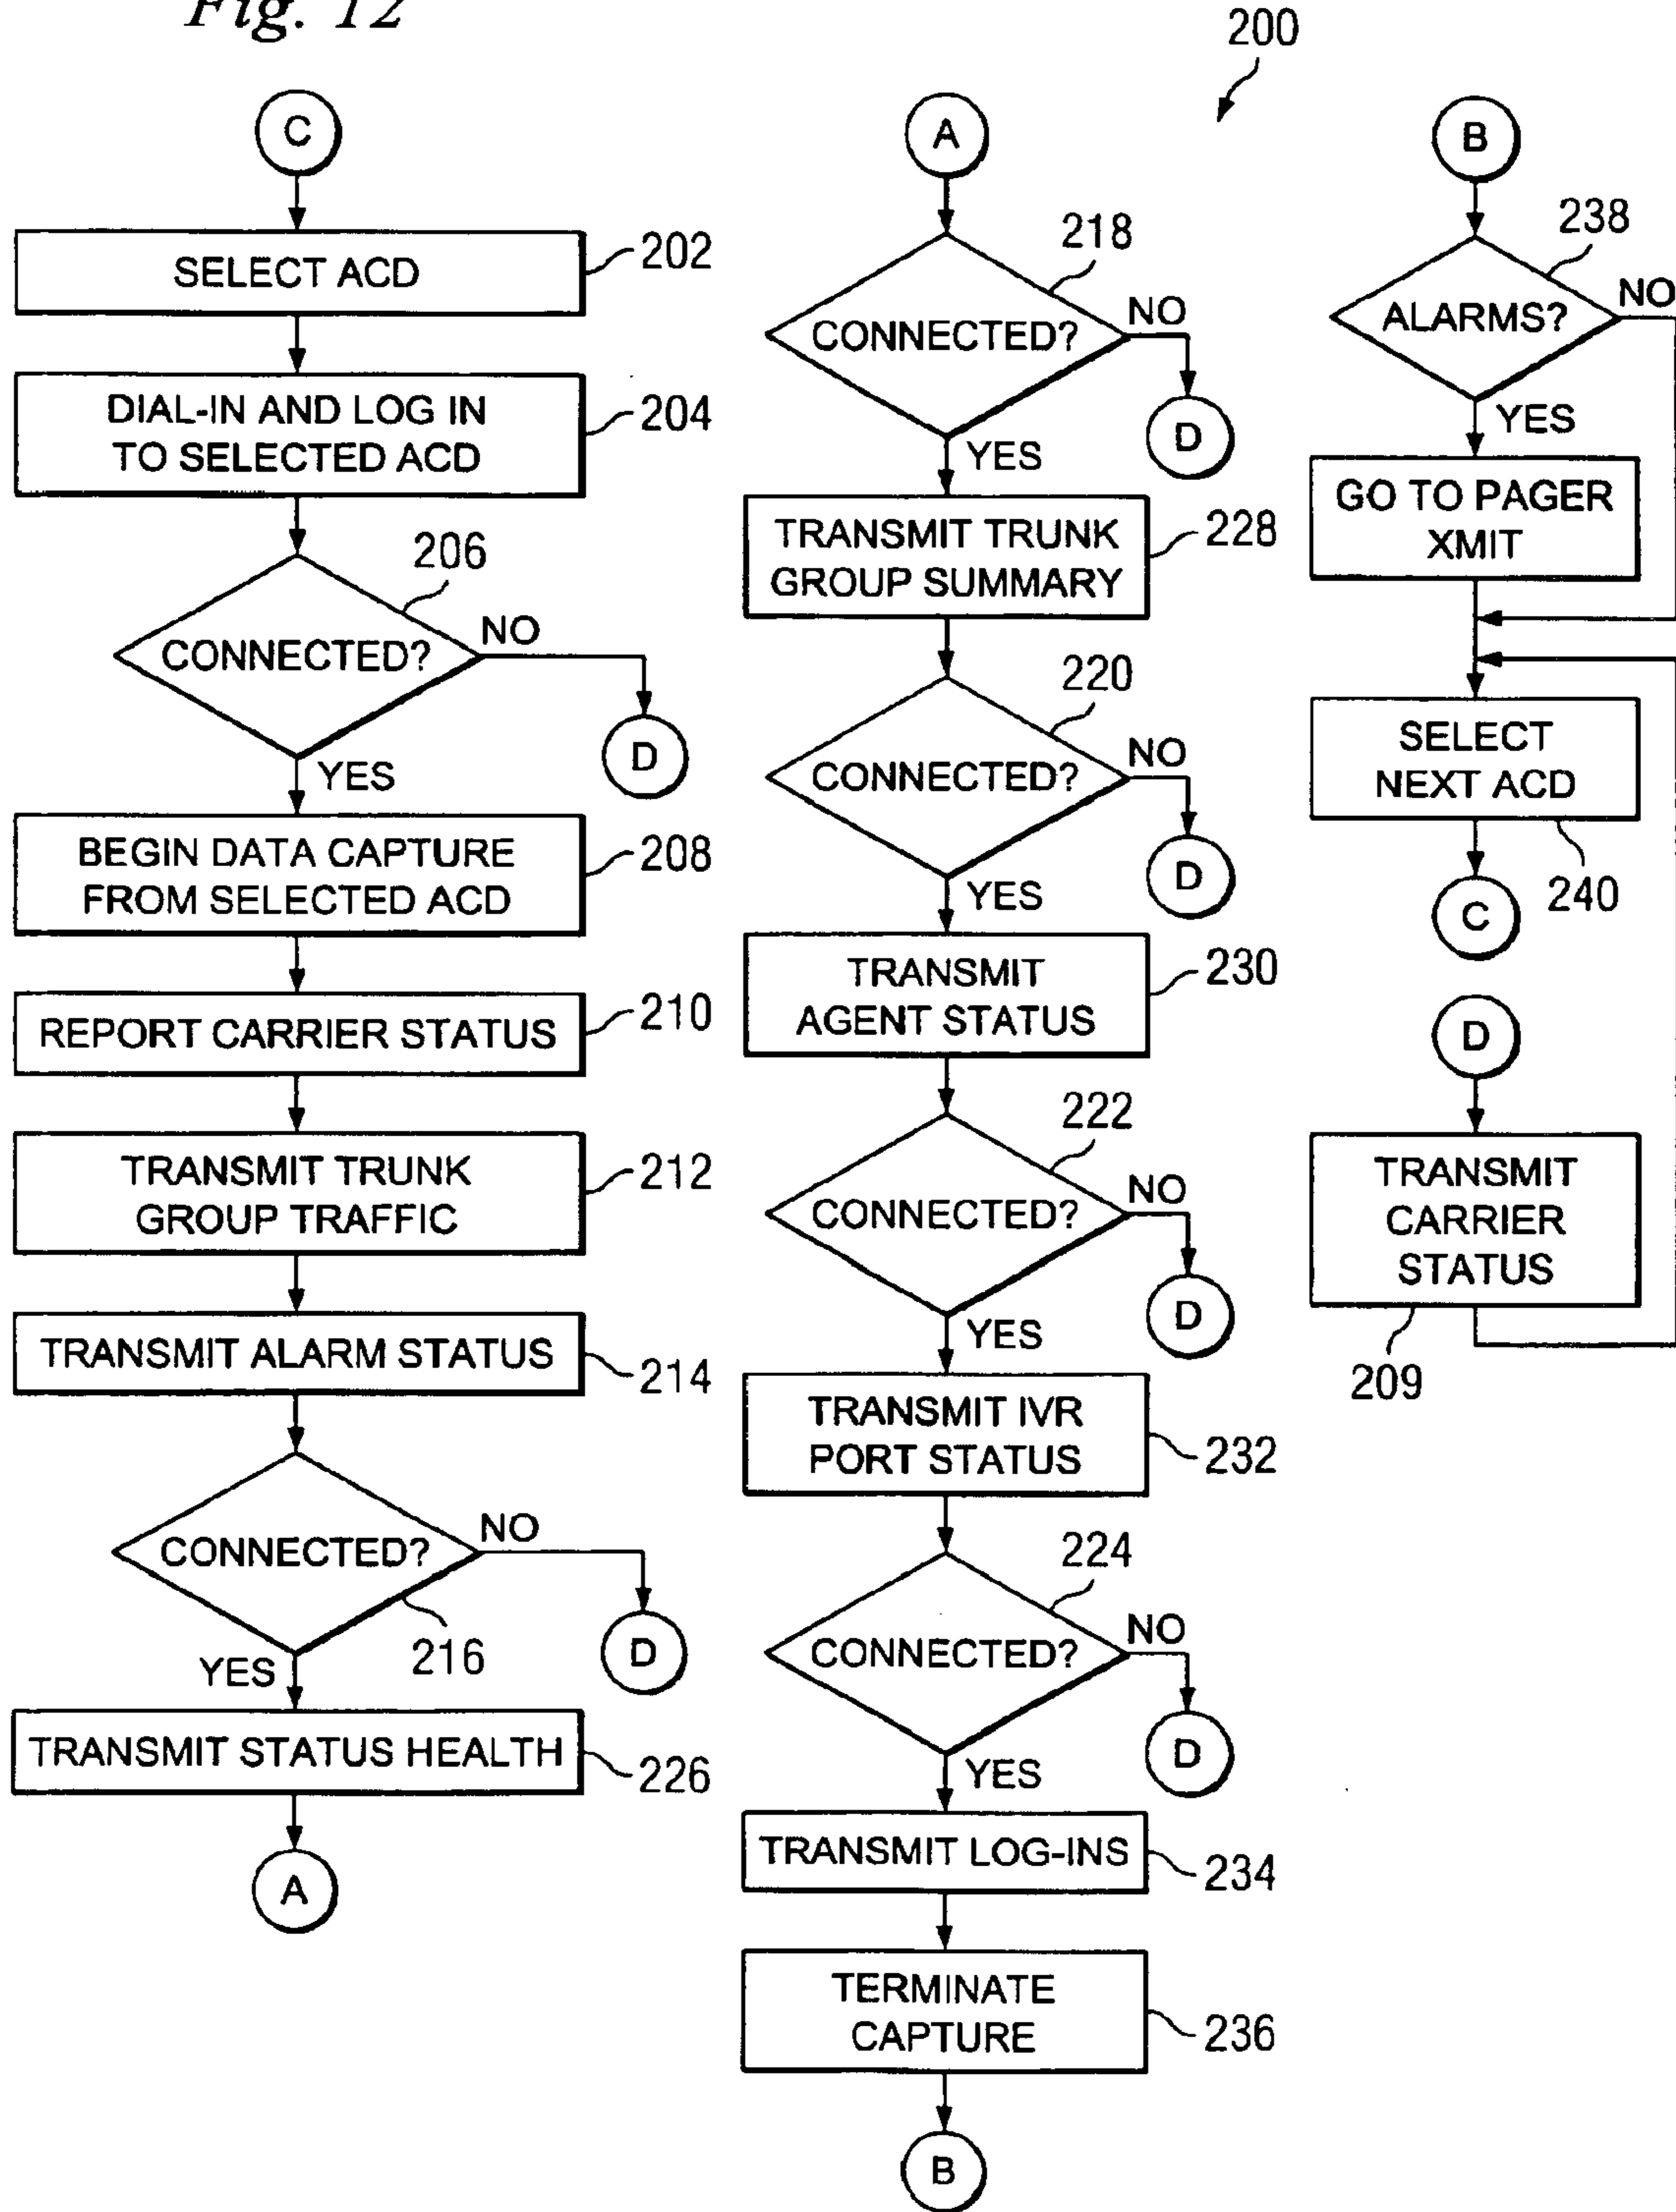 Fig. 12
200
C
SELECT ACD
202
DIAL-IN AND LOG IN
TO SELECTED ACD
204
206
CONNECTED?
NO
D
YES
BEGIN DATA CAPTURE
FROM SELECTED ACD
208
REPORT CARRIER STATUS
210
TRANSMIT TRUNK
GROUP TRAFFIC
212
TRANSMIT ALARM STATUS
214
CONNECTED?
NO
D
216
YES
TRANSMIT STATUS HEALTH
226
A
A
218
CONNECTED?
NO
D
YES
TRANSMIT TRUNK
GROUP SUMMARY
228
220
CONNECTED?
NO
D
YES
TRANSMIT
AGENT STATUS
230
222
CONNECTED?
NO
D
YES
TRANSMIT IVR
PORT STATUS
232
224
CONNECTED?
NO
D
YES
TRANSMIT LOG-INS
234
TERMINATE
CAPTURE
236
B
B
238
ALARMS?
NO
YES
GO TO PAGER
XMIT
SELECT
NEXT ACD
240
C
D
TRANSMIT
CARRIER
STATUS
209